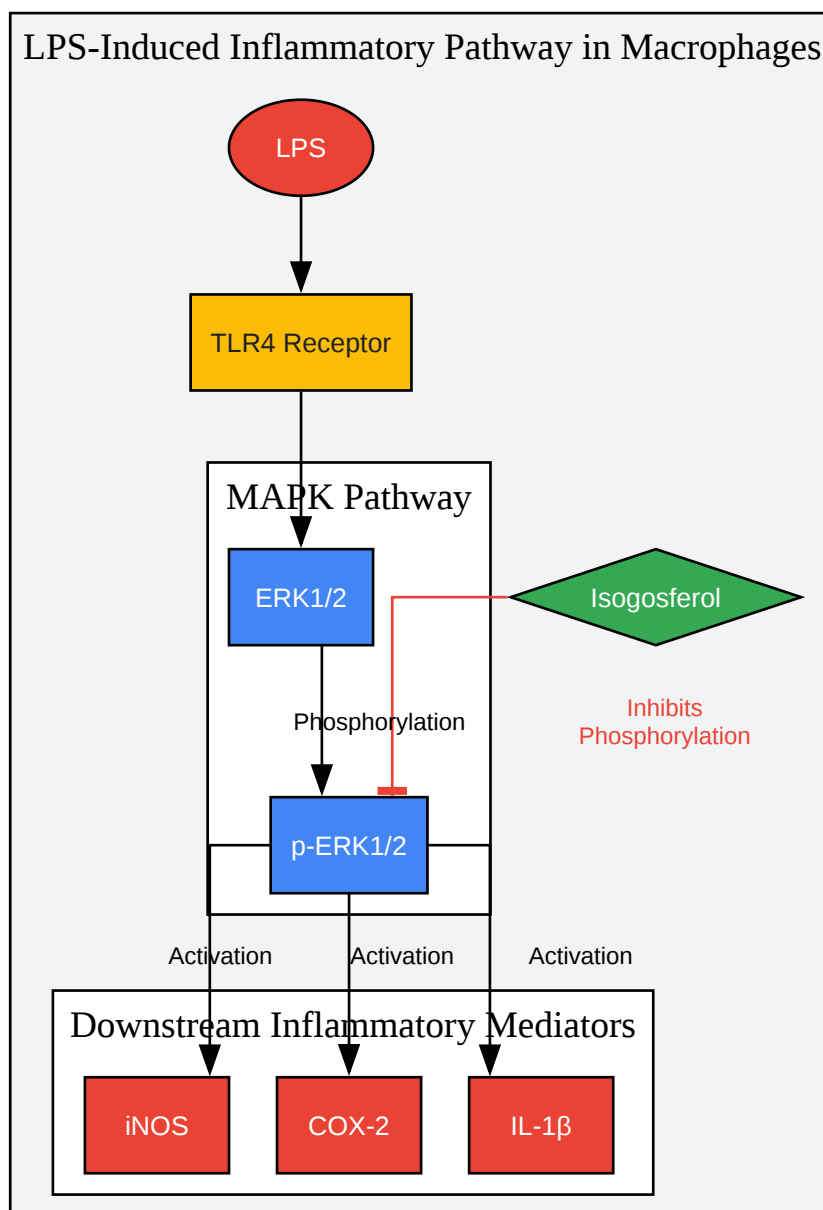 LPS-Induced Inflammatory Pathway in Macrophages
LPS
TLR4 Receptor
MAPK Pathway
ERK1/2
Isogosferol
Phosphorylation
Inhibits
Phosphorylation
p-ERK1/2
Activation
Activation
Activation
Downstream Inflammatory Mediators
iNOS
COX-2
IL-1β